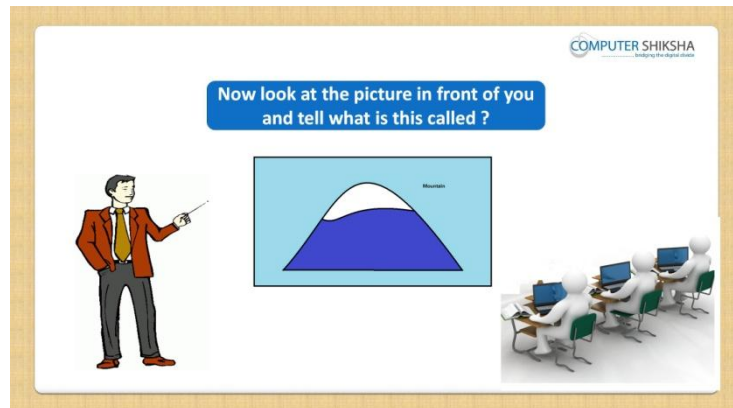 COMPUTER SHIKSHA
bridging the digital divide
Now look at the picture in front of you
and tell what is this called ?
Mountain